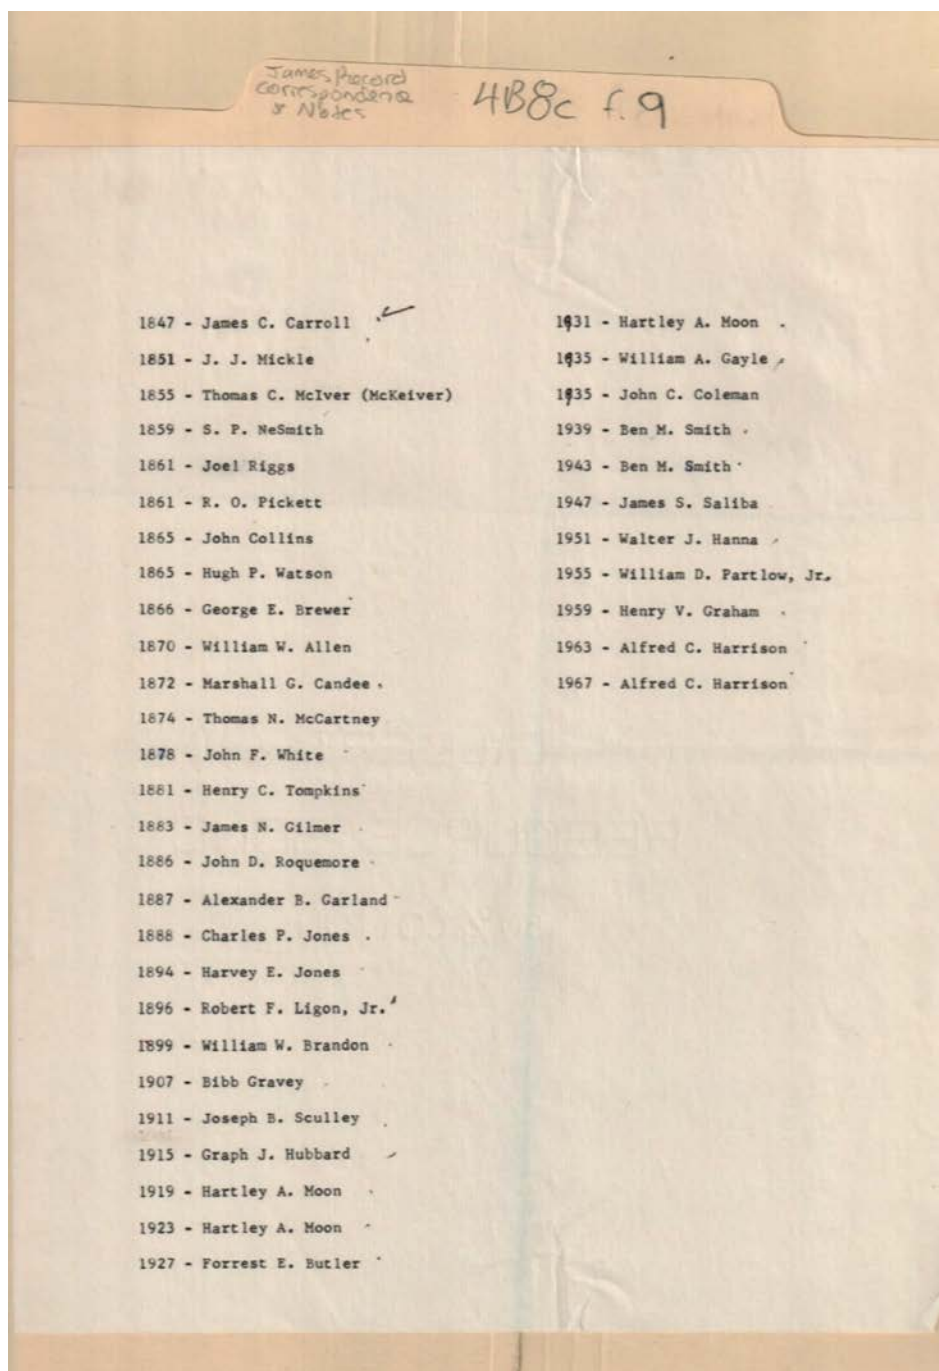 James Record
Correspondence
& Notes
4B8c f.9
1847 - James C. Carroll
1851 - J. J. Mickle
1855 - Thomas C. McIver (McKeiver)
1859 - S. P. NeSmith
1861 - Joel Riggs
1861 - R. O. Pickett
1865 - John Collins
1865 - Hugh P. Watson
1866 - George E. Brewer
1870 - William W. Allen
1872 - Marshall G. Candee
1874 - Thomas N. McCartney
1878 - John F. White
1881 - Henry C. Tompkins
1883 - James N. Gilmer
1886 - John D. Roquemore
1887 - Alexander B. Garland
1888 - Charles P. Jones
1894 - Harvey E. Jones
1896 - Robert F. Ligon, Jr.
1899 - William W. Brandon
1907 - Bibb Gravey
1911 - Joseph B. Sculley
1915 - Graph J. Hubbard
1919 - Hartley A. Moon
1923 - Hartley A. Moon
1927 - Forrest E. Butler
1931 - Hartley A. Moon
1935 - William A. Gayle
1935 - John C. Coleman
1939 - Ben M. Smith
1943 - Ben M. Smith
1947 - James S. Saliba
1951 - Walter J. Hanna
1955 - William D. Partlow, Jr.
1959 - Henry V. Graham
1963 - Alfred C. Harrison
1967 - Alfred C. Harrison